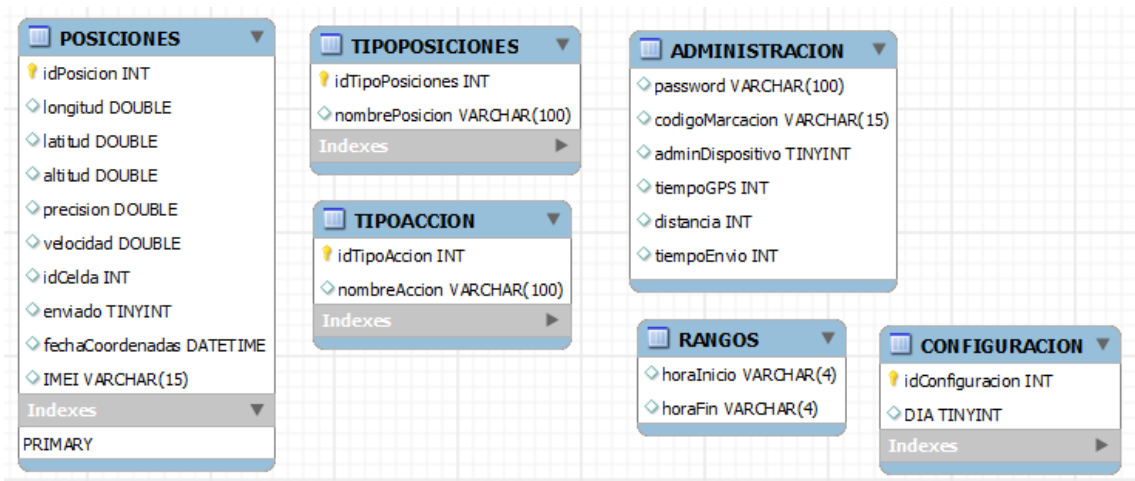 POSICIONES
idPosicion INT
longitud DOUBLE
latitud DOUBLE
altitud DOUBLE
precision DOUBLE
velocidad DOUBLE
idCelda INT
enviado TINYINT
fechaCoordenadas DATETIME
IMEI VARCHAR(15)
Indexes
PRIMARY
TIPOPOSICIONES
idTipoPosiciones INT
nombrePosicion VARCHAR(100)
Indexes
TIPOACCION
idTipoAccion INT
nombreAccion VARCHAR(100)
Indexes
ADMINISTRACION
password VARCHAR(100)
codigoMarcacion VARCHAR(15)
adminDispositivo TINYINT
tiempoGPS INT
distancia INT
tiempoEnvio INT
RANGOS
horaInicio VARCHAR(4)
horaFin VARCHAR(4)
CONFIGURACION
idConfiguracion INT
DIA TINYINT
Indexes